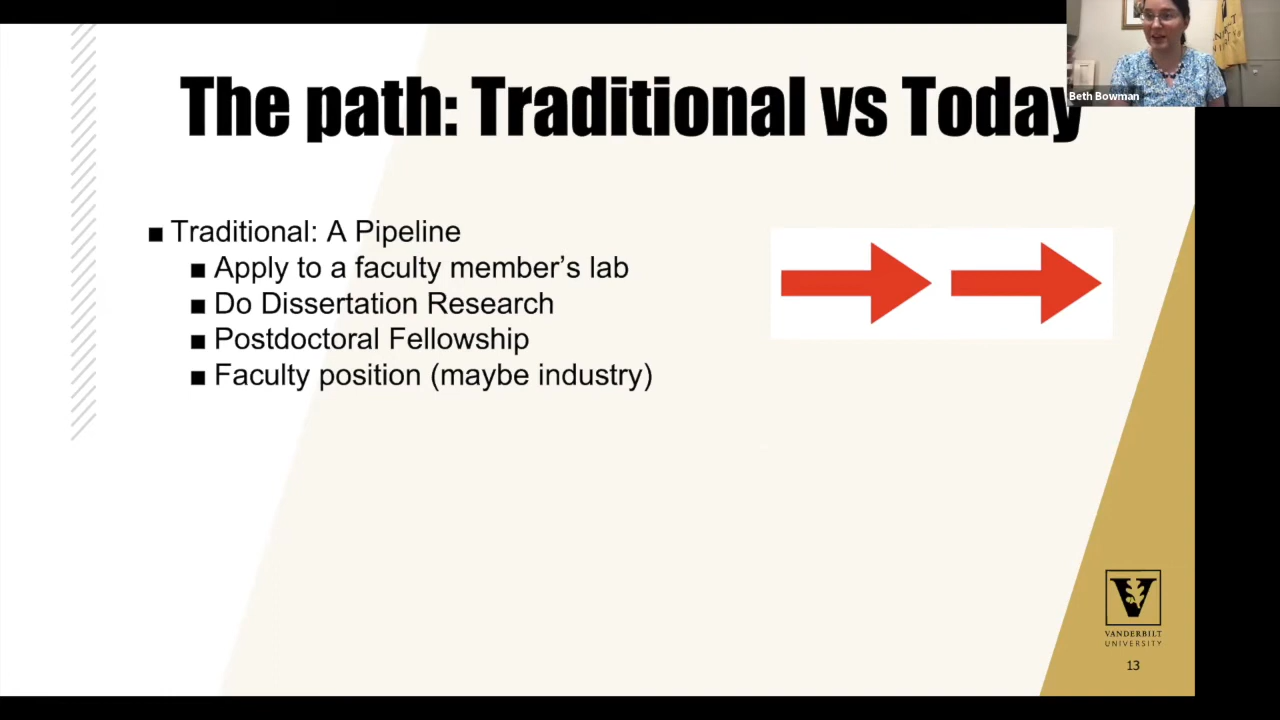 The path: Traditional vs Today
Beth Bowman
■ Traditional: A Pipeline
■ Apply to a faculty member’s lab
■ Do Dissertation Research
■ Postdoctoral Fellowship
■ Faculty position (maybe industry)
V
VANDERBILT
UNIVERSITY
13